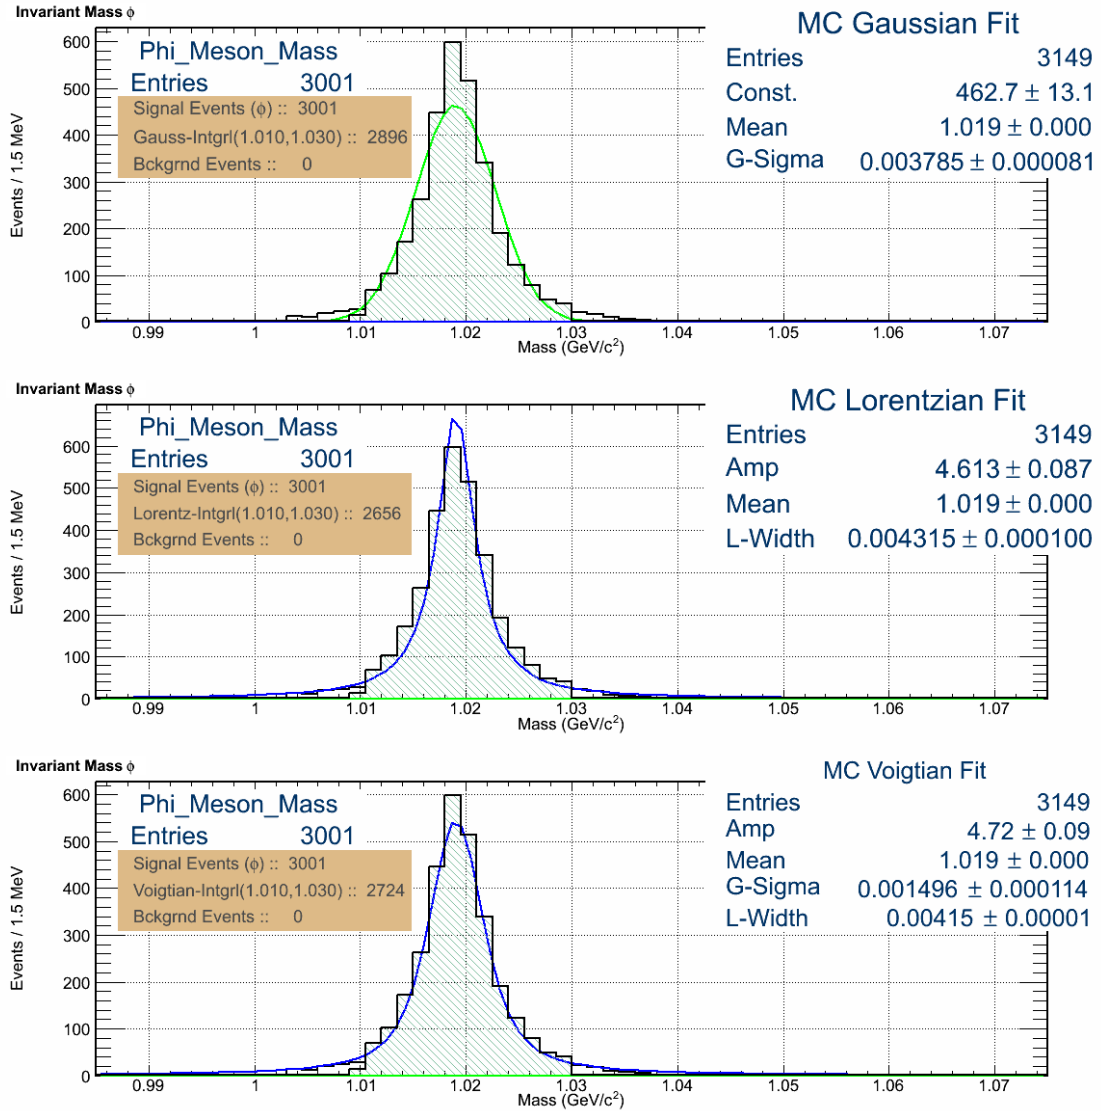 Invariant Mass ϕ
MC Gaussian Fit
Phi_Meson_Mass
Entries 3001
Signal Events (ϕ) :: 3001
Gauss-Intgrl(1.010,1.030) :: 2896
Bckgrnd Events :: 0
Entries 3149
Const. 462.7 ± 13.1
Mean 1.019 ± 0.000
G-Sigma 0.003785 ± 0.000081
Events / 1.5 MeV
600
500
400
300
200
100
0
0.99 1 1.01 1.02 1.03 1.04 1.05 1.06 1.07
Mass (GeV/c²)
Invariant Mass ϕ
MC Lorentzian Fit
Phi_Meson_Mass
Entries 3001
Signal Events (ϕ) :: 3001
Lorentz-Intgrl(1.010,1.030) :: 2656
Bckgrnd Events :: 0
Entries 3149
Amp 4.613 ± 0.087
Mean 1.019 ± 0.000
L-Width 0.004315 ± 0.000100
Events / 1.5 MeV
600
500
400
300
200
100
0
0.99 1 1.01 1.02 1.03 1.04 1.05 1.06 1.07
Mass (GeV/c²)
Invariant Mass ϕ
MC Voigtian Fit
Phi_Meson_Mass
Entries 3001
Signal Events (ϕ) :: 3001
Voigtian-Intgrl(1.010,1.030) :: 2724
Bckgrnd Events :: 0
Entries 3149
Amp 4.72 ± 0.09
Mean 1.019 ± 0.000
G-Sigma 0.001496 ± 0.000114
L-Width 0.00415 ± 0.00001
Events / 1.5 MeV
600
500
400
300
200
100
0
0.99 1 1.01 1.02 1.03 1.04 1.05 1.06 1.07
Mass (GeV/c²)